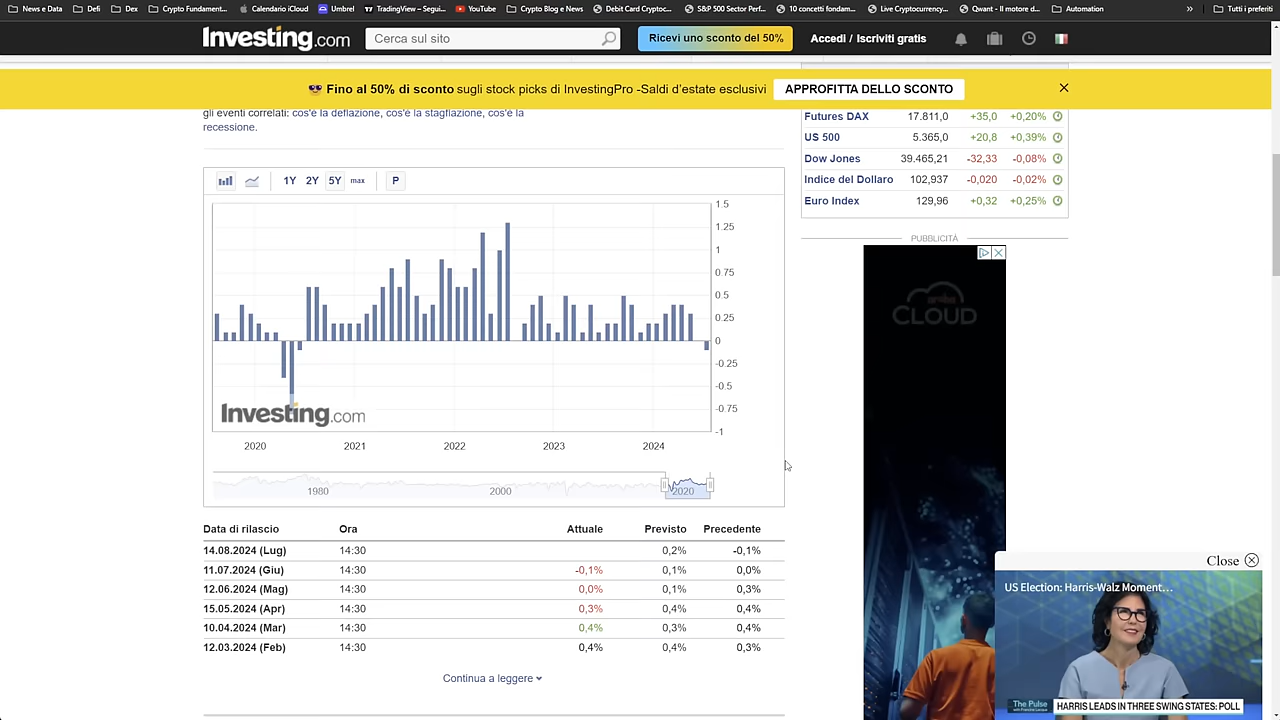 News e Data Defi Dex Crypto Fundament... Calendario iCloud Umbrel TradingView – Segui... YouTube Crypto Blog e News Debit Card Cryptoc... S&P 500 Sector Perf... 10 concetti fondam... Live Cryptocurrency... Qwant - Il motore d... Automation » Tutti i preferiti
Investing.com Cerca sul sito Ricevi uno sconto del 50% Accedi / Iscriviti gratis
Fino al 50% di sconto sugli stock picks di InvestingPro -Saldi d'estate esclusivi APPROFITTA DELLO SCONTO
gli eventi correlati: cos'è la deflazione, cos'è la stagflazione, cos'è la
recessione.
Futures DAX 17.811,0 +35,0 +0,20%
US 500 5.365,0 +20,8 +0,39%
Dow Jones 39.465,21 -32,33 -0,08%
Indice del Dollaro 102,937 -0,020 -0,02%
Euro Index 129,96 +0,32 +0,25%
PUBBLICITÀ
1Y 2Y 5Y max P
1.5
1.25
1
0.75
0.5
0.25
0
-0.25
-0.5
-0.75
-1
Investing.com
2020 2021 2022 2023 2024
1980 2000 2020
Data di rilascio Ora Attuale Previsto Precedente
14.08.2024 (Lug) 14:30 0,2% -0,1%
11.07.2024 (Giu) 14:30 -0,1% 0,1% 0,0%
12.06.2024 (Mag) 14:30 0,0% 0,1% 0,3%
15.05.2024 (Apr) 14:30 0,3% 0,4% 0,4%
10.04.2024 (Mar) 14:30 0,4% 0,3% 0,4%
12.03.2024 (Feb) 14:30 0,4% 0,4% 0,3%
Continua a leggere
aruba
CLOUD
Close
US Election: Harris-Walz Moment...
The Pulse
HARRIS LEADS IN THREE SWING STATES: POLL